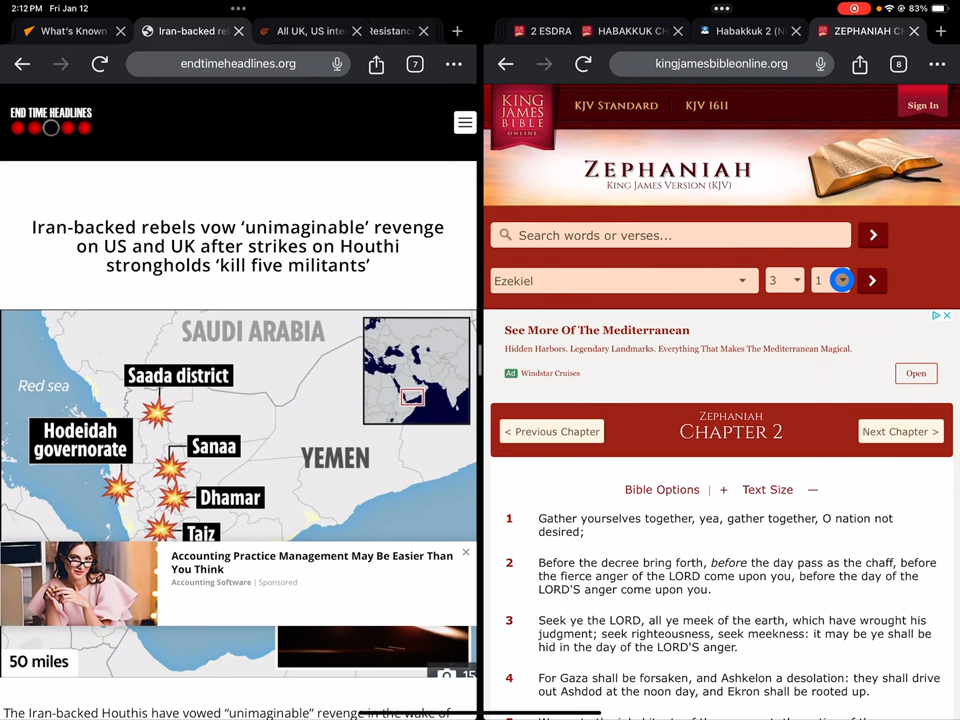 2:12 PM Fri Jan 12
83%
What's Known
Iran-backed rel
All UK, US inte
Resistanc
endtimeheadlines.org
7
END TIME HEADLINES
Iran-backed rebels vow ‘unimaginable’ revenge
on US and UK after strikes on Houthi
strongholds ‘kill five militants’
SAUDI ARABIA
Red sea
Saada district
Hodeidah
governorate
Sanaa
YEMEN
Dhamar
Taiz
Accounting Practice Management May Be Easier Than
You Think
Accounting Software | Sponsored
50 miles
15
The Iran-backed Houthis have vowed “unimaginable” revenge in the wake of
2 ESDRA
HABAKKUK CH
Habakkuk 2 (N
ZEPHANIAH C
kingjamesbibleonline.org
8
KING
JAMES
BIBLE
ONLINE
KJV STANDARD
KJV 1611
Sign In
ZEPHANIAH
KING JAMES VERSION (KJV)
Search words or verses...
Ezekiel
3
1
See More Of The Mediterranean
Hidden Harbors. Legendary Landmarks. Everything That Makes The Mediterranean Magical.
Ad Windstar Cruises
Open
< Previous Chapter
ZEPHANIAH
CHAPTER 2
Next Chapter >
Bible Options | + Text Size —
1 Gather yourselves together, yea, gather together, O nation not
desired;
2 Before the decree bring forth, before the day pass as the chaff, before
the fierce anger of the LORD come upon you, before the day of the
LORD'S anger come upon you.
3 Seek ye the LORD, all ye meek of the earth, which have wrought his
judgment; seek righteousness, seek meekness: it may be ye shall be
hid in the day of the LORD'S anger.
4 For Gaza shall be forsaken, and Ashkelon a desolation: they shall drive
out Ashdod at the noon day, and Ekron shall be rooted up.